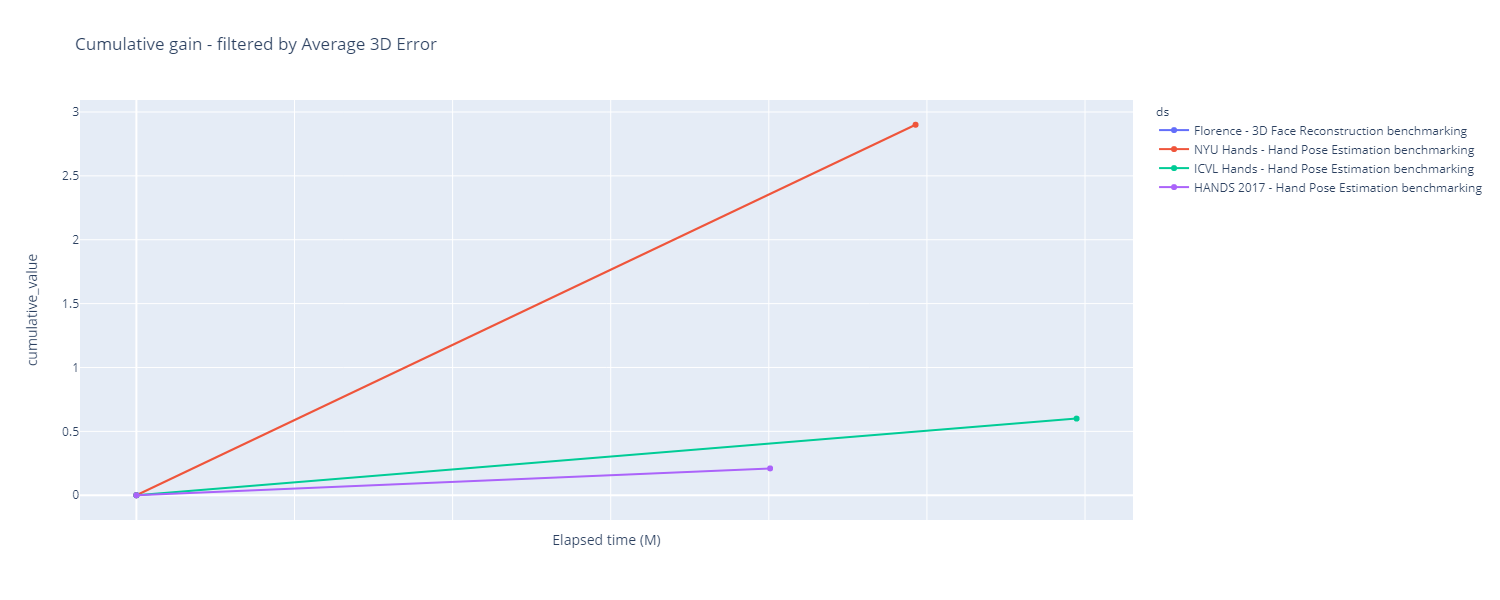 Cumulative gain - filtered by Average 3D Error
3
2.5
2
1.5
1
0.5
0
cumulative_value
Elapsed time (M)
ds
Florence - 3D Face Reconstruction benchmarking
NYU Hands - Hand Pose Estimation benchmarking
ICVL Hands - Hand Pose Estimation benchmarking
HANDS 2017 - Hand Pose Estimation benchmarking